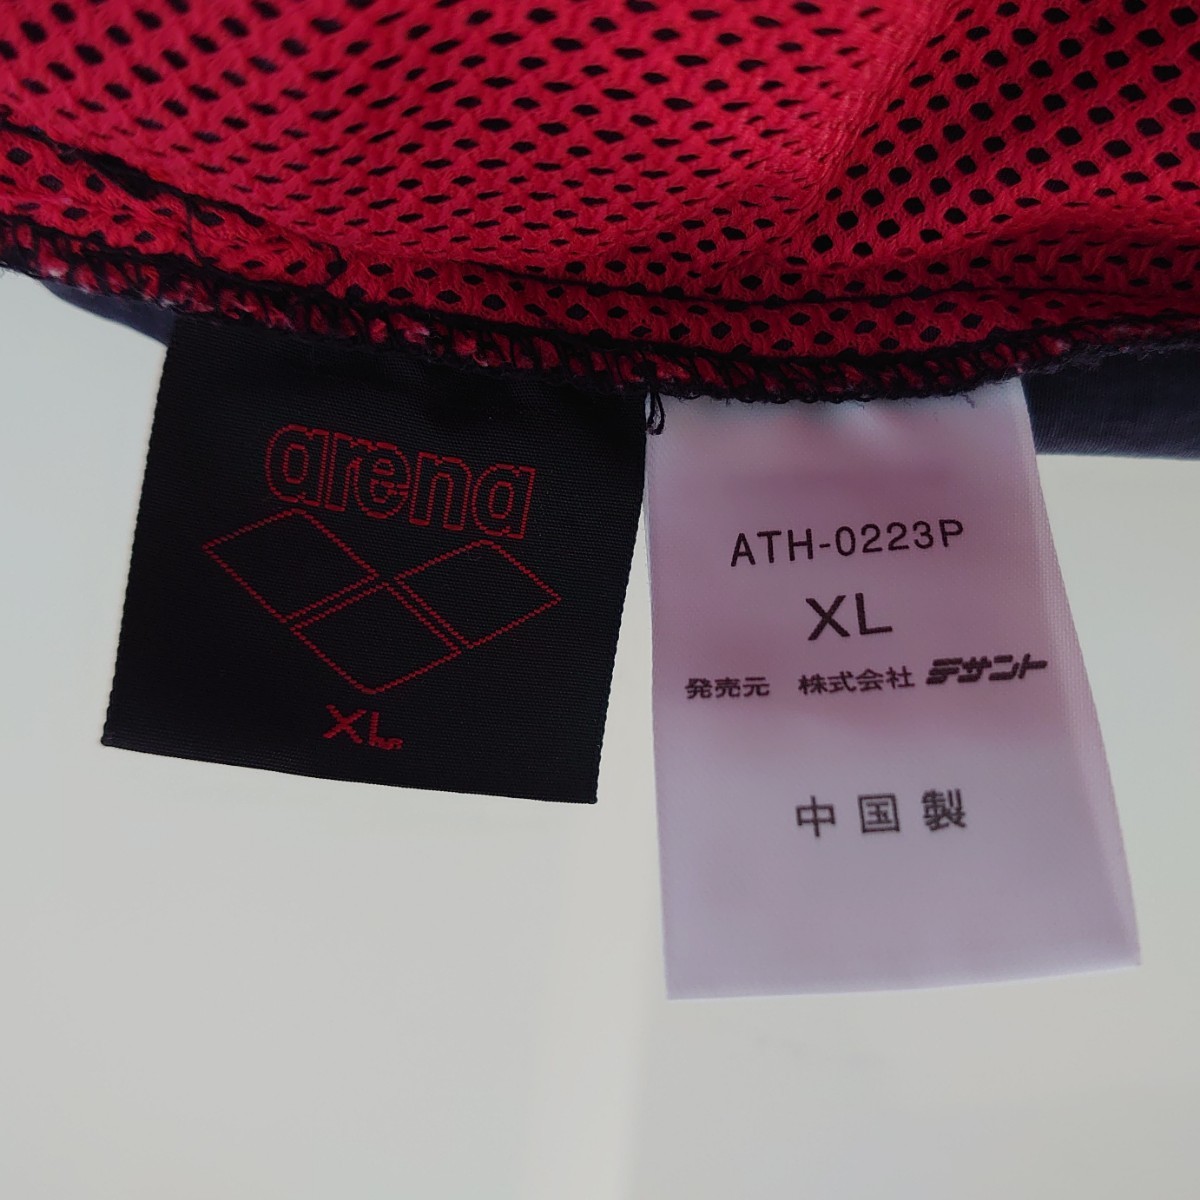 arena
XL
ATH-0223P
XL
発売元 株式会社 デサント
中国製